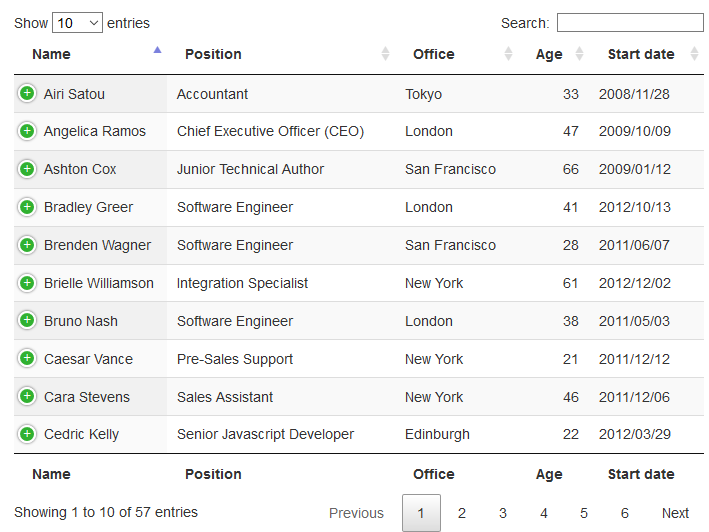 Show 10 entries Search:
Name Position Office Age Start date
Airi Satou Accountant Tokyo 33 2008/11/28
Angelica Ramos Chief Executive Officer (CEO) London 47 2009/10/09
Ashton Cox Junior Technical Author San Francisco 66 2009/01/12
Bradley Greer Software Engineer London 41 2012/10/13
Brenden Wagner Software Engineer San Francisco 28 2011/06/07
Brielle Williamson Integration Specialist New York 61 2012/12/02
Bruno Nash Software Engineer London 38 2011/05/03
Caesar Vance Pre-Sales Support New York 21 2011/12/12
Cara Stevens Sales Assistant New York 46 2011/12/06
Cedric Kelly Senior Javascript Developer Edinburgh 22 2012/03/29
Name Position Office Age Start date
Showing 1 to 10 of 57 entries Previous 1 2 3 4 5 6 Next